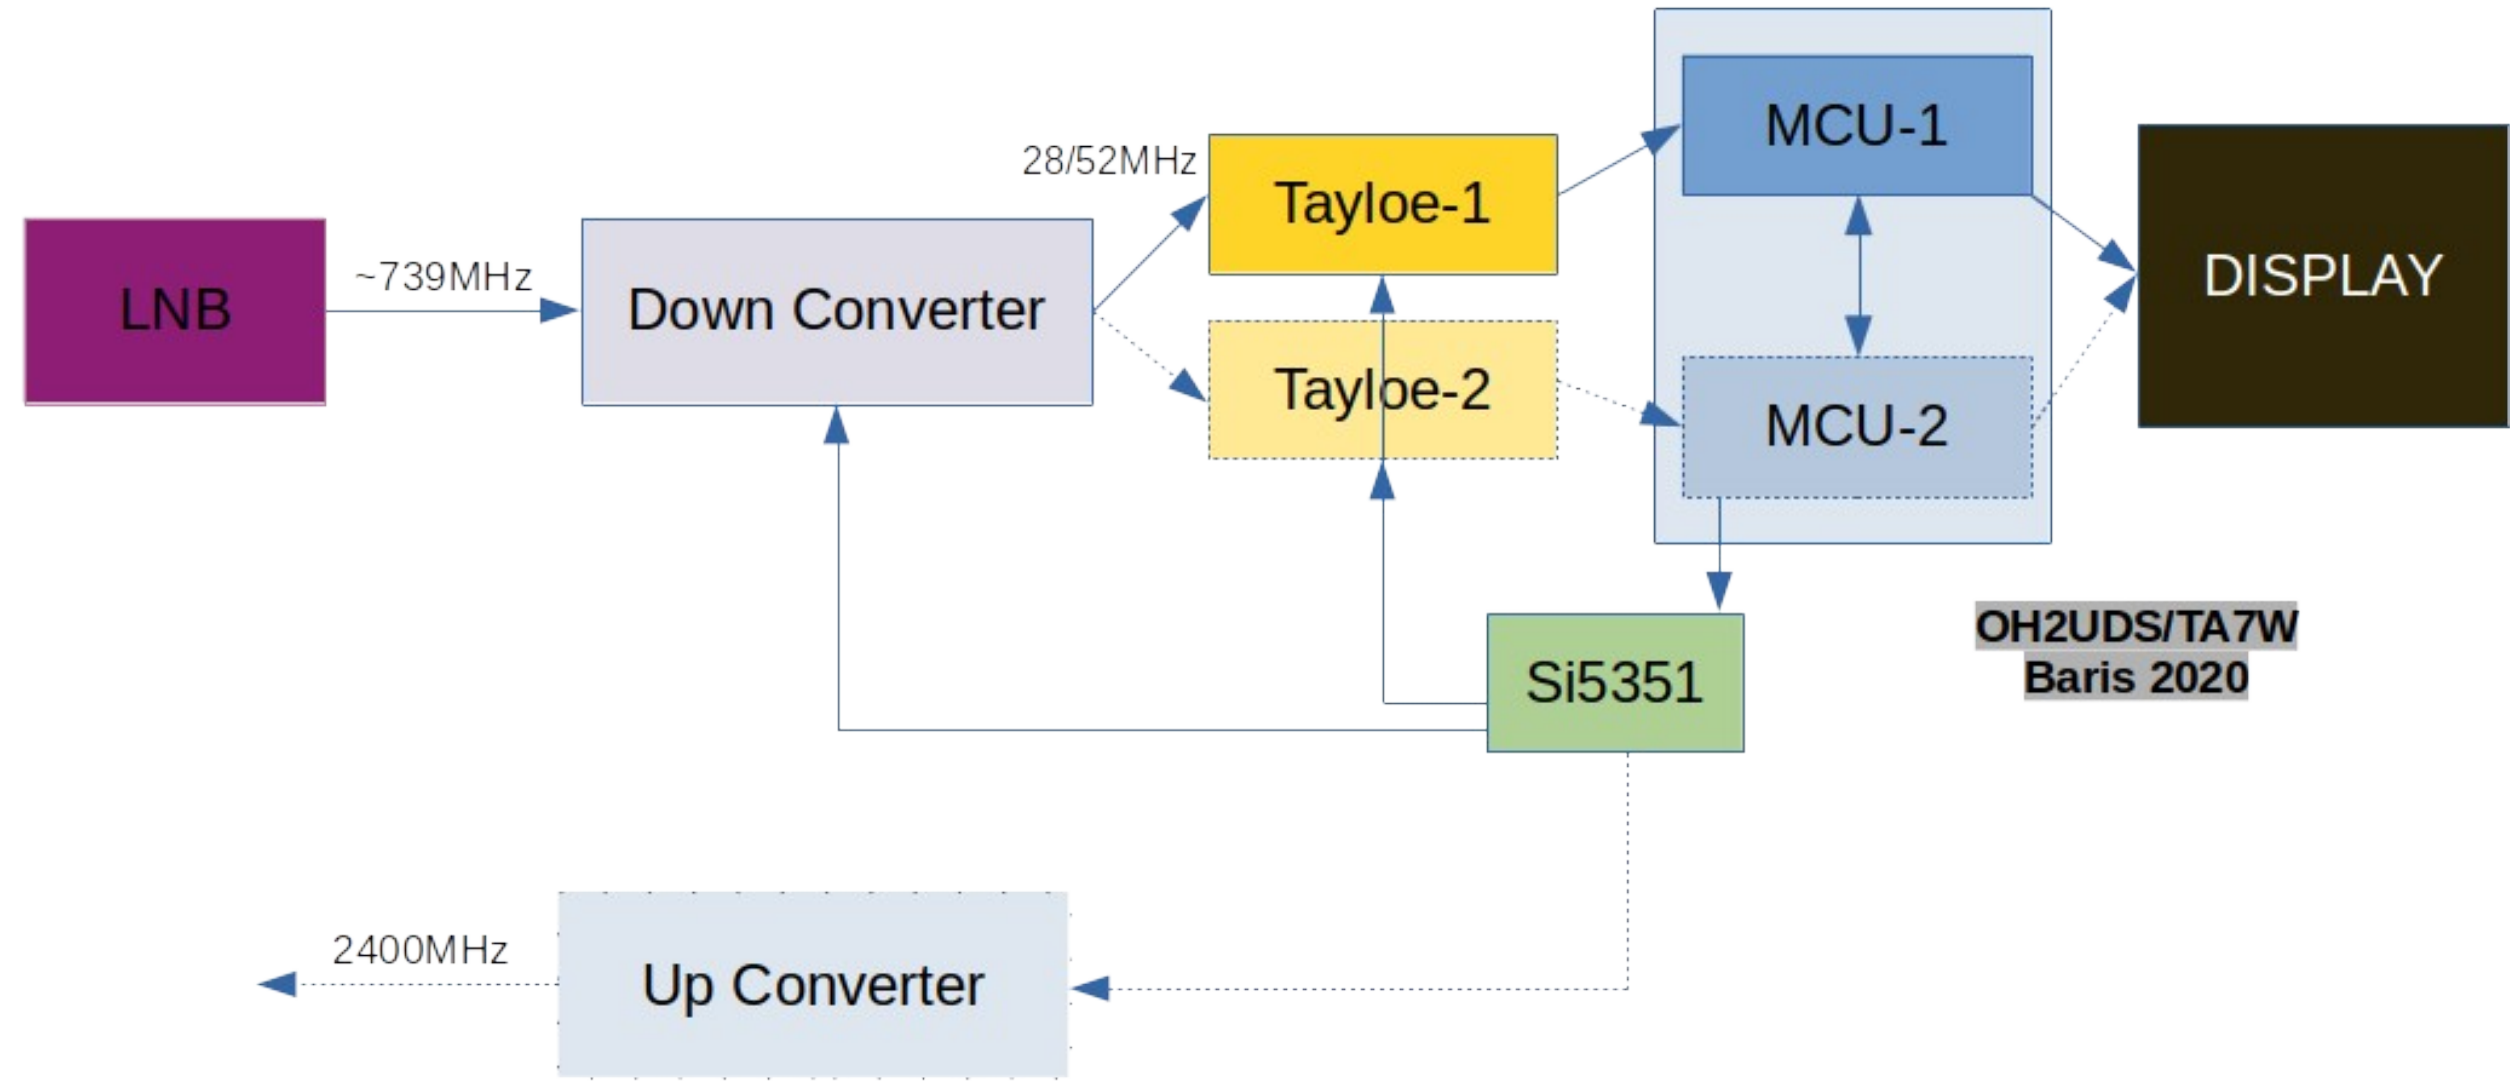 MCU-1
28/52MHz
Tayloe-1
DISPLAY
~739MHz
LNB
Down Converter
Tayloe-2
MCU-2
OH2UDS/TA7W
Baris 2020
Si5351
2400MHz
Up Converter